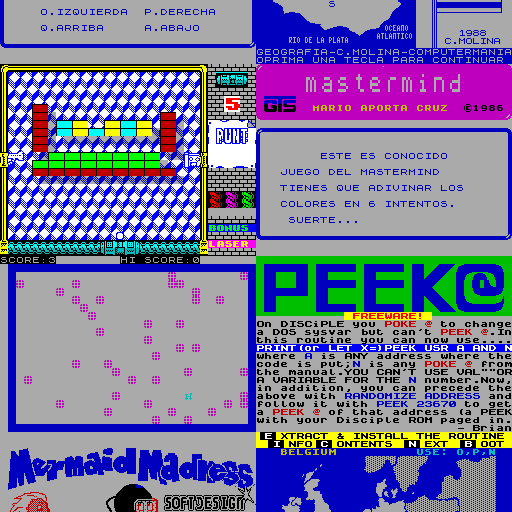 O.IZQUIERDA P.DERECHA
Q.ARRIBA A.ABAJO
S
RIO DE LA PLATA
OCEANO
ATLANTICO
1988
C.MOLINA
GEOGRAFIA-C.MOLINA-COMPUTERMANIA
OPRIMA UNA TECLA PARA CONTINUAR
5
PUNT
BONUS
LASER
SCORE:3 HI SCORE:0
mastermind
GTS MARIO APORTA CRUZ ©1986
ESTE ES CONOCIDO
JUEGO DEL MASTERMIND
TIENES QUE ADIVINAR LOS
COLORES EN 6 INTENTOS.
SUERTE...
PEEK@
FREEWARE!
On DISCiPLE you POKE @ to change
a DOS sysvar but can't PEEK @.In
this routine you can now use....
PRINT(or LET X=)PEEK USR A AND N
where A is ANY address where the
code is put;N is any POKE @ from
the manual.YOU CAN'T USE VAL""OR
A VARIABLE FOR THE N number.Now,
in addition, you can precede the
above with RANDOMIZE ADDRESS and
follow it with PEEK 23670 to get
a PEEK @ of that address (a PEEK
with your Disciple ROM paged in.
- Brian
E XTRACT & INSTALL THE ROUTINE
I NFO C ONTENTS N EXT B OOT
Mermaid Madness
SOFTDESIGN
BELGIUM USE: O,P,N